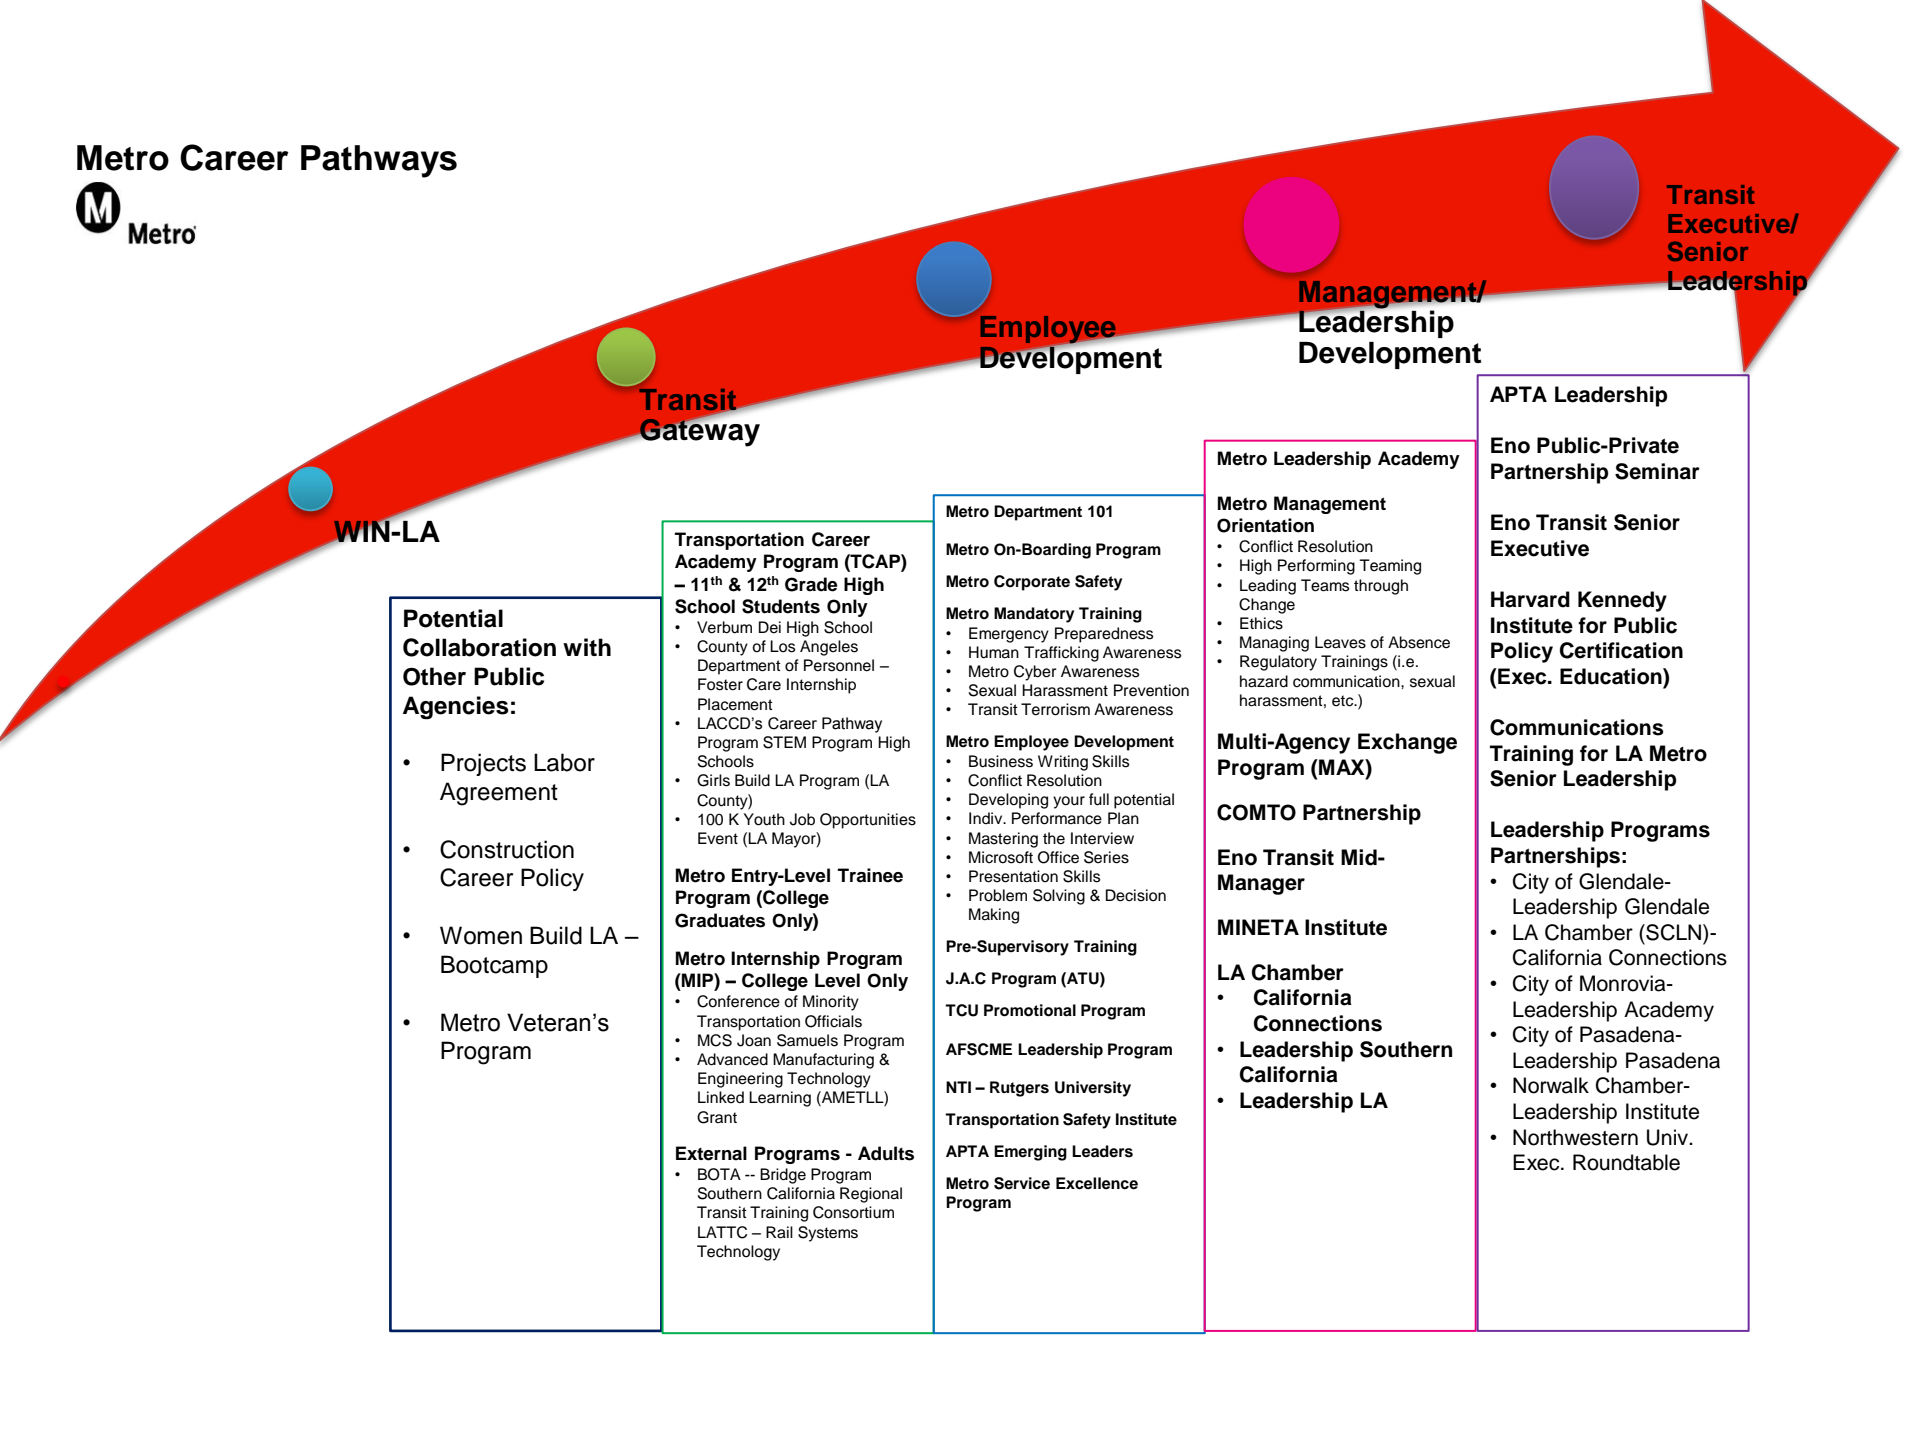 Metro Career Pathways
M
Metro
WIN-LA
Transit
Gateway
Employee
Development
Management/
Leadership
Development
Transit
Executive/
Senior
Leadership
Potential
Collaboration with
Other Public
Agencies:
• Projects Labor
Agreement
• Construction
Career Policy
• Women Build LA –
Bootcamp
• Metro Veteran’s
Program
Transportation Career
Academy Program (TCAP)
– 11th & 12th Grade High
School Students Only
• Verbum Dei High School
• County of Los Angeles
Department of Personnel –
Foster Care Internship
Placement
• LACCD’s Career Pathway
Program STEM Program High
Schools
• Girls Build LA Program (LA
County)
• 100 K Youth Job Opportunities
Event (LA Mayor)
Metro Entry-Level Trainee
Program (College
Graduates Only)
Metro Internship Program
(MIP) – College Level Only
• Conference of Minority
Transportation Officials
• MCS Joan Samuels Program
• Advanced Manufacturing &
Engineering Technology
Linked Learning (AMETLL)
Grant
External Programs - Adults
• BOTA -- Bridge Program
Southern California Regional
Transit Training Consortium
LATTC – Rail Systems
Technology
Metro Department 101
Metro On-Boarding Program
Metro Corporate Safety
Metro Mandatory Training
• Emergency Preparedness
• Human Trafficking Awareness
• Metro Cyber Awareness
• Sexual Harassment Prevention
• Transit Terrorism Awareness
Metro Employee Development
• Business Writing Skills
• Conflict Resolution
• Developing your full potential
• Indiv. Performance Plan
• Mastering the Interview
• Microsoft Office Series
• Presentation Skills
• Problem Solving & Decision
Making
Pre-Supervisory Training
J.A.C Program (ATU)
TCU Promotional Program
AFSCME Leadership Program
NTI – Rutgers University
Transportation Safety Institute
APTA Emerging Leaders
Metro Service Excellence
Program
Metro Leadership Academy
Metro Management
Orientation
• Conflict Resolution
• High Performing Teaming
• Leading Teams through
Change
• Ethics
• Managing Leaves of Absence
• Regulatory Trainings (i.e.
hazard communication, sexual
harassment, etc.)
Multi-Agency Exchange
Program (MAX)
COMTO Partnership
Eno Transit Mid-
Manager
MINETA Institute
LA Chamber
• California
Connections
• Leadership Southern
California
• Leadership LA
APTA Leadership
Eno Public-Private
Partnership Seminar
Eno Transit Senior
Executive
Harvard Kennedy
Institute for Public
Policy Certification
(Exec. Education)
Communications
Training for LA Metro
Senior Leadership
Leadership Programs
Partnerships:
• City of Glendale-
Leadership Glendale
• LA Chamber (SCLN)-
California Connections
• City of Monrovia-
Leadership Academy
• City of Pasadena-
Leadership Pasadena
• Norwalk Chamber-
Leadership Institute
• Northwestern Univ.
Exec. Roundtable